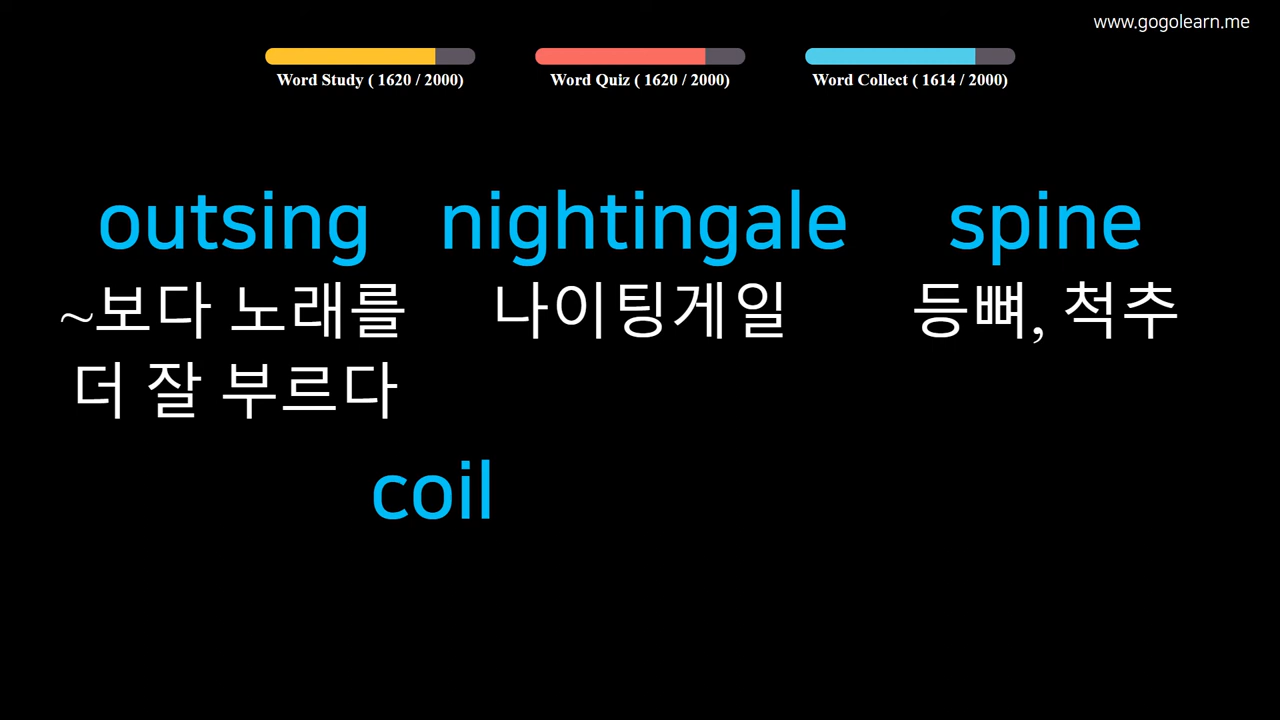 www.gogolearn.me
Word Study ( 1620 / 2000) Word Quiz ( 1620 / 2000) Word Collect ( 1614 / 2000)
outsing nightingale spine
~보다 노래를 나이팅게일 등뼈, 척추
더 잘 부르다
coil